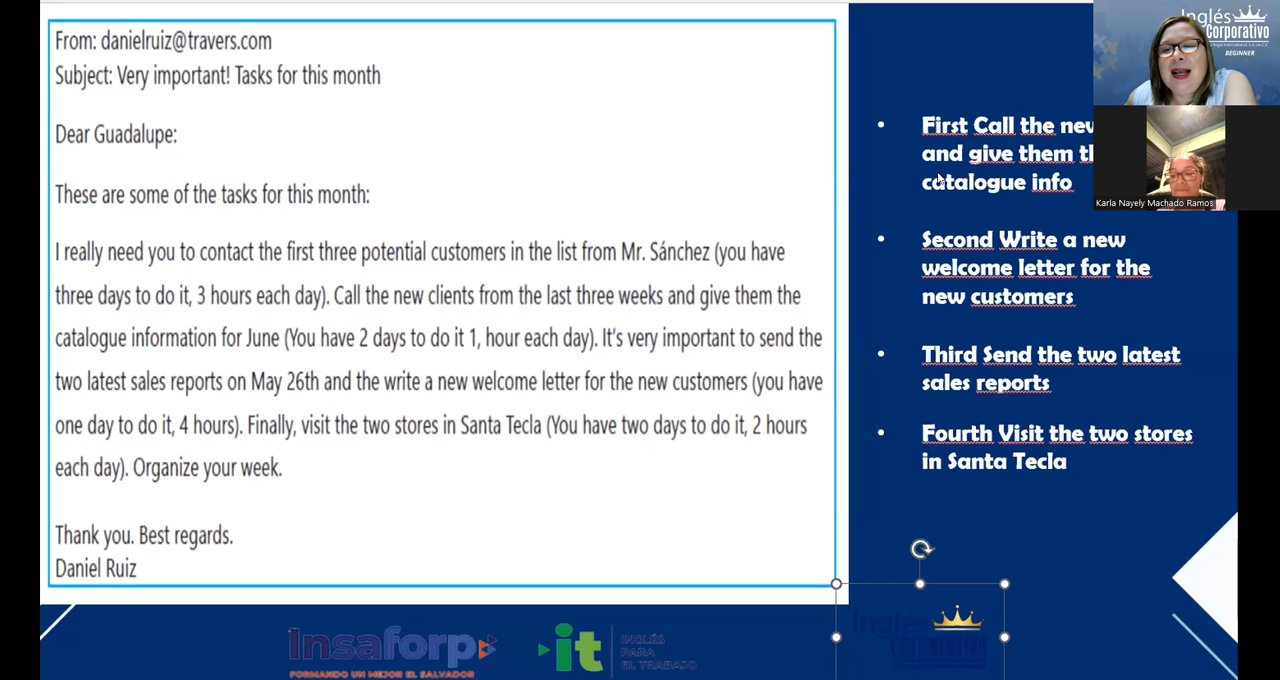 From: danielruiz@travers.com
Subject: Very important! Tasks for this month
Dear Guadalupe:
These are some of the tasks for this month:
I really need you to contact the first three potential customers in the list from Mr. Sánchez (you have
three days to do it, 3 hours each day). Call the new clients from the last three weeks and give them the
catalogue information for June (You have 2 days to do it 1, hour each day). It's very important to send the
two latest sales reports on May 26th and the write a new welcome letter for the new customers (you have
one day to do it, 4 hours). Finally, visit the two stores in Santa Tecla (You have two days to do it, 2 hours
each day). Organize your week.
Thank you. Best regards.
Daniel Ruiz
• First Call the new
and give them
catalogue info
• Second Write a new
welcome letter for the
new customers
• Third Send the two latest
sales reports
• Fourth Visit the two stores
in Santa Tecla
Inglés
Corporativo
BEGINNER
Karla Nayely Machado Ramos
Insaforp
FORMANDO UN MEJOR EL SALVADOR
it
INGLÉS
PARA
EL TRABAJO
Inglés
Corporativo